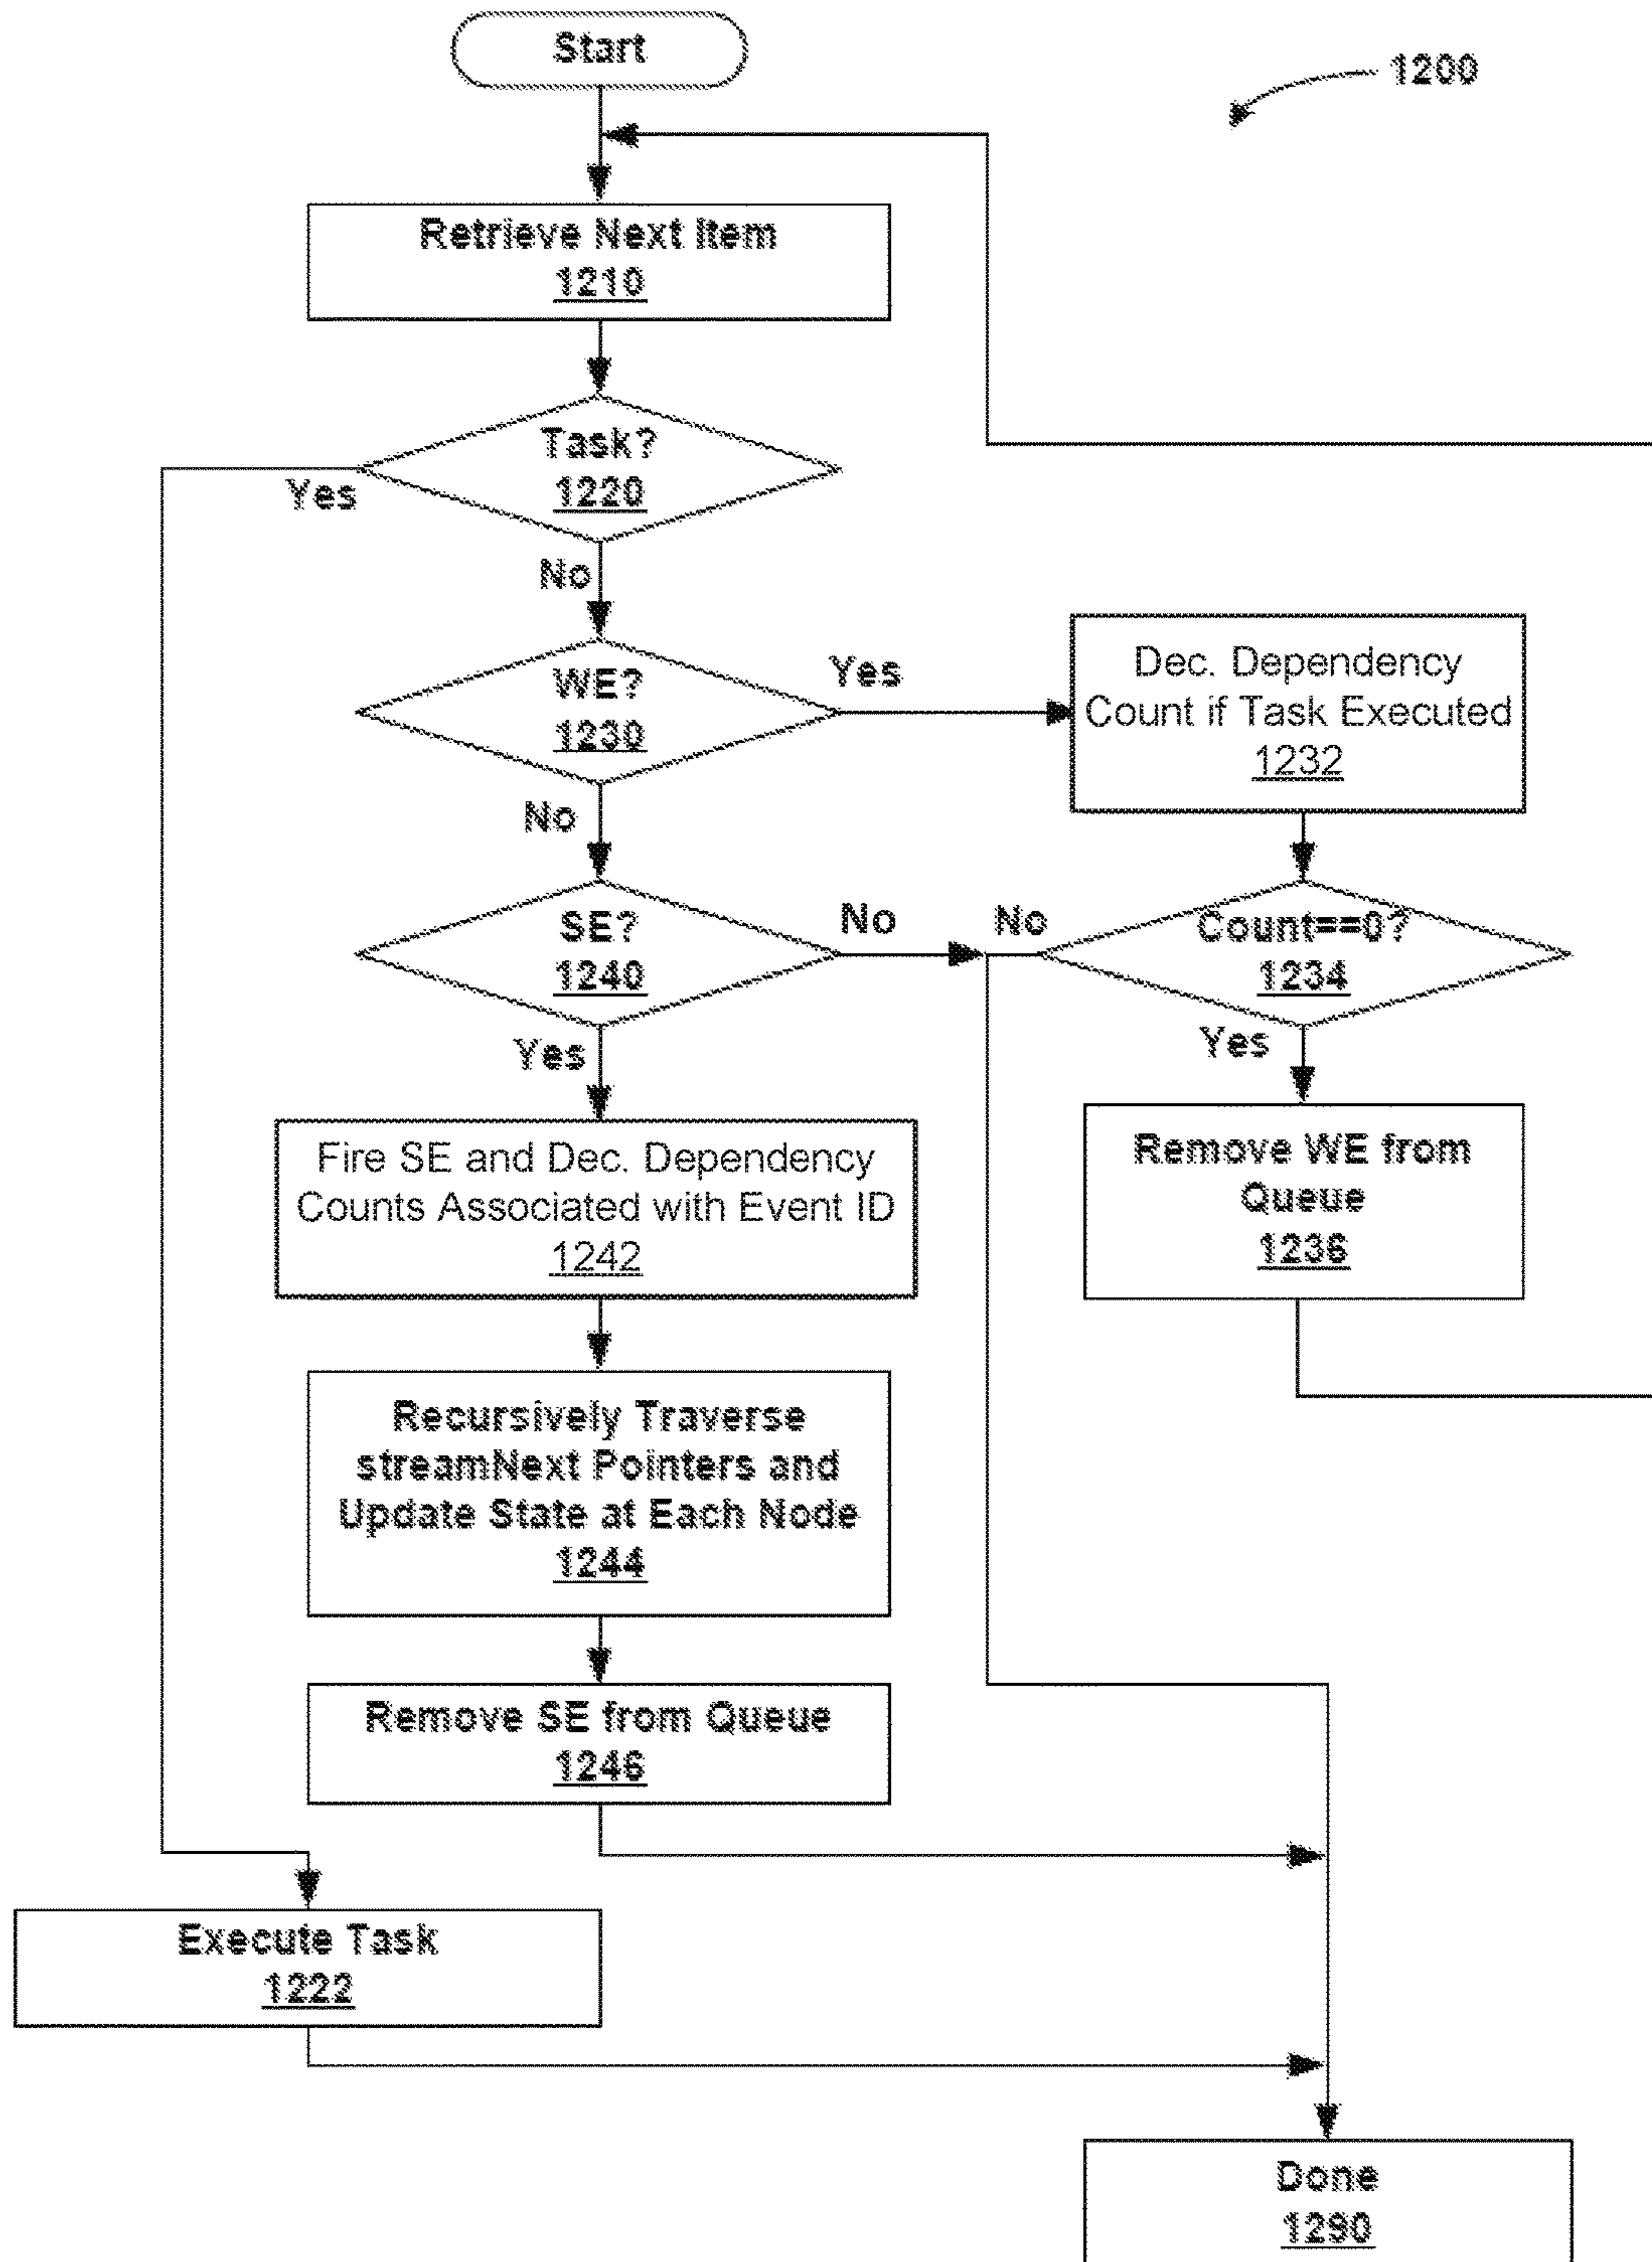 Start
1200
Retrieve Next Item
1210
Task?
1220
Yes
No
WE?
1230
Yes
Dec. Dependency
Count if Task Executed
1232
No
SE?
1240
No
No
Count==0?
1234
Yes
Yes
Fire SE and Dec. Dependency
Counts Associated with Event ID
1242
Remove WE from
Queue
1236
Recursively Traverse
streamNext Pointers and
Update State at Each Node
1244
Remove SE from Queue
1246
Execute Task
1222
Done
1290